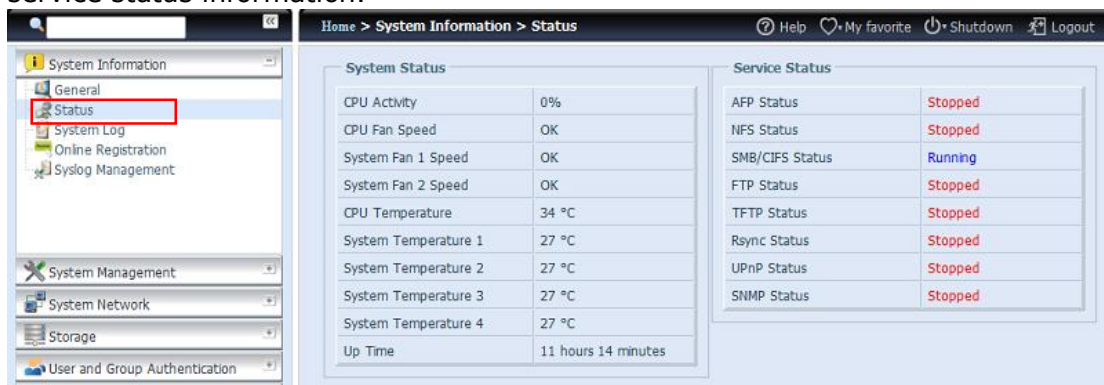 Home > System Information > Status
Help My favorite Shutdown Logout
System Information
General
Status
System Log
Online Registration
Syslog Management
System Management
System Network
Storage
User and Group Authentication
System Status
CPU Activity 0%
CPU Fan Speed OK
System Fan 1 Speed OK
System Fan 2 Speed OK
CPU Temperature 34 °C
System Temperature 1 27 °C
System Temperature 2 27 °C
System Temperature 3 27 °C
System Temperature 4 27 °C
Up Time 11 hours 14 minutes
Service Status
AFP Status Stopped
NFS Status Stopped
SMB/CIFS Status Running
FTP Status Stopped
TFTP Status Stopped
Rsync Status Stopped
UPnP Status Stopped
SNMP Status Stopped